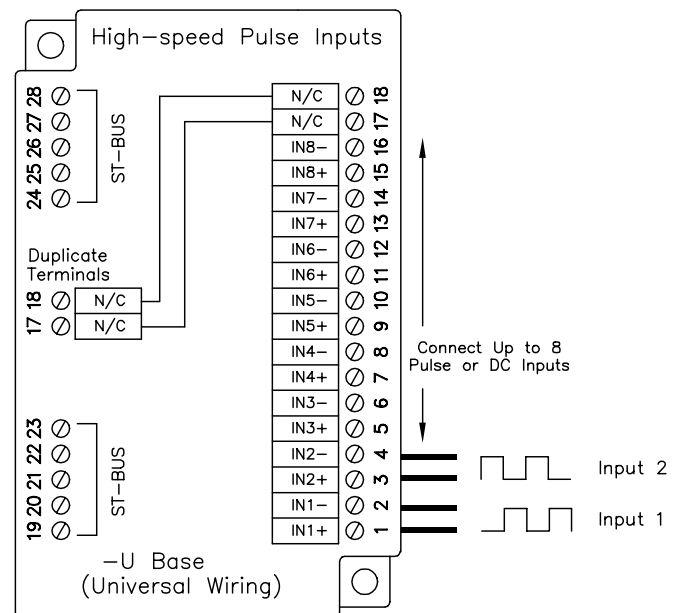 High-speed Pulse Inputs
28
27
26
25
24
ST-BUS
Duplicate
Terminals
18 N/C
17 N/C
23
22
21
20
19
ST-BUS
N/C 18
N/C 17
IN8- 16
IN8+ 15
IN7- 14
IN7+ 13
IN6- 12
IN6+ 11
IN5- 10
IN5+ 9
IN4- 8
IN4+ 7
IN3- 6
IN3+ 5
IN2- 4
IN2+ 3
IN1- 2
IN1+ 1
Connect Up to 8
Pulse or DC Inputs
Input 2
Input 1
-U Base
(Universal Wiring)